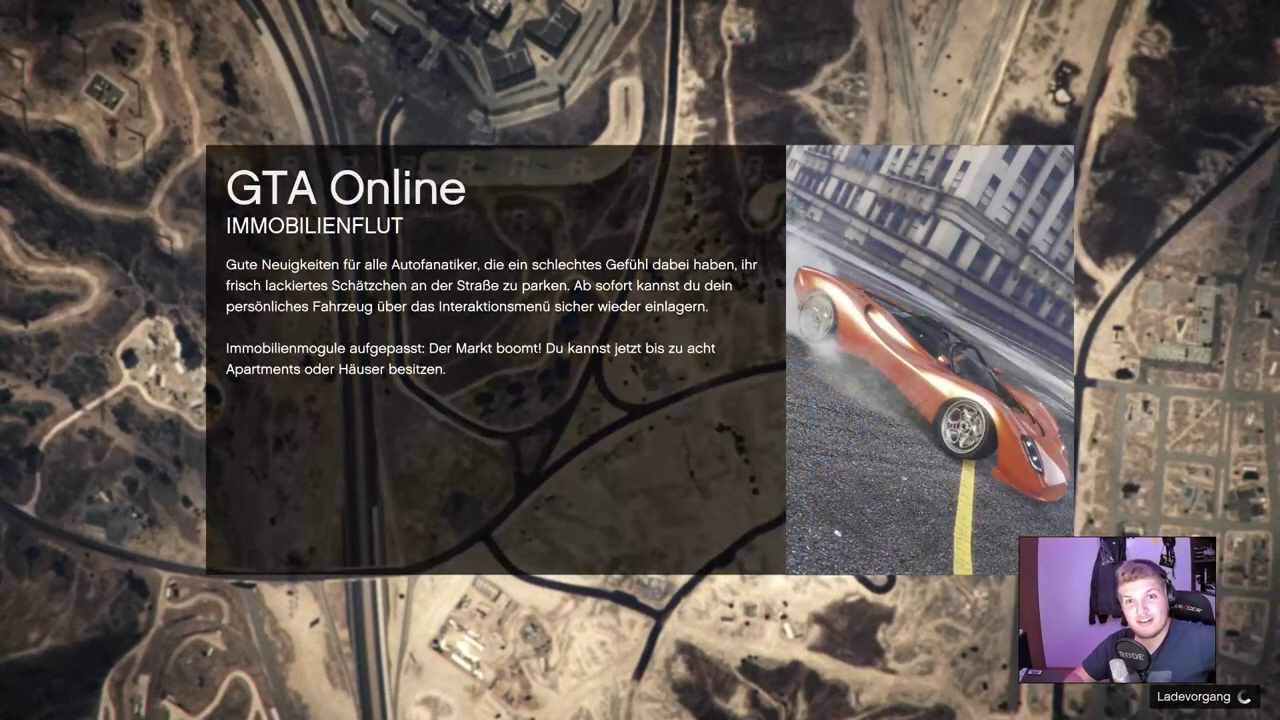 GTA Online
IMMOBILIENFLUT
Gute Neuigkeiten für alle Autofanatiker, die ein schlechtes Gefühl dabei haben, ihr
frisch lackiertes Schätzchen an der Straße zu parken. Ab sofort kannst du dein
persönliches Fahrzeug über das Interaktionsmenü sicher wieder einlagern.
Immobilienmogule aufgepasst: Der Markt boomt! Du kannst jetzt bis zu acht
Apartments oder Häuser besitzen.
RØDE
Ladevorgang